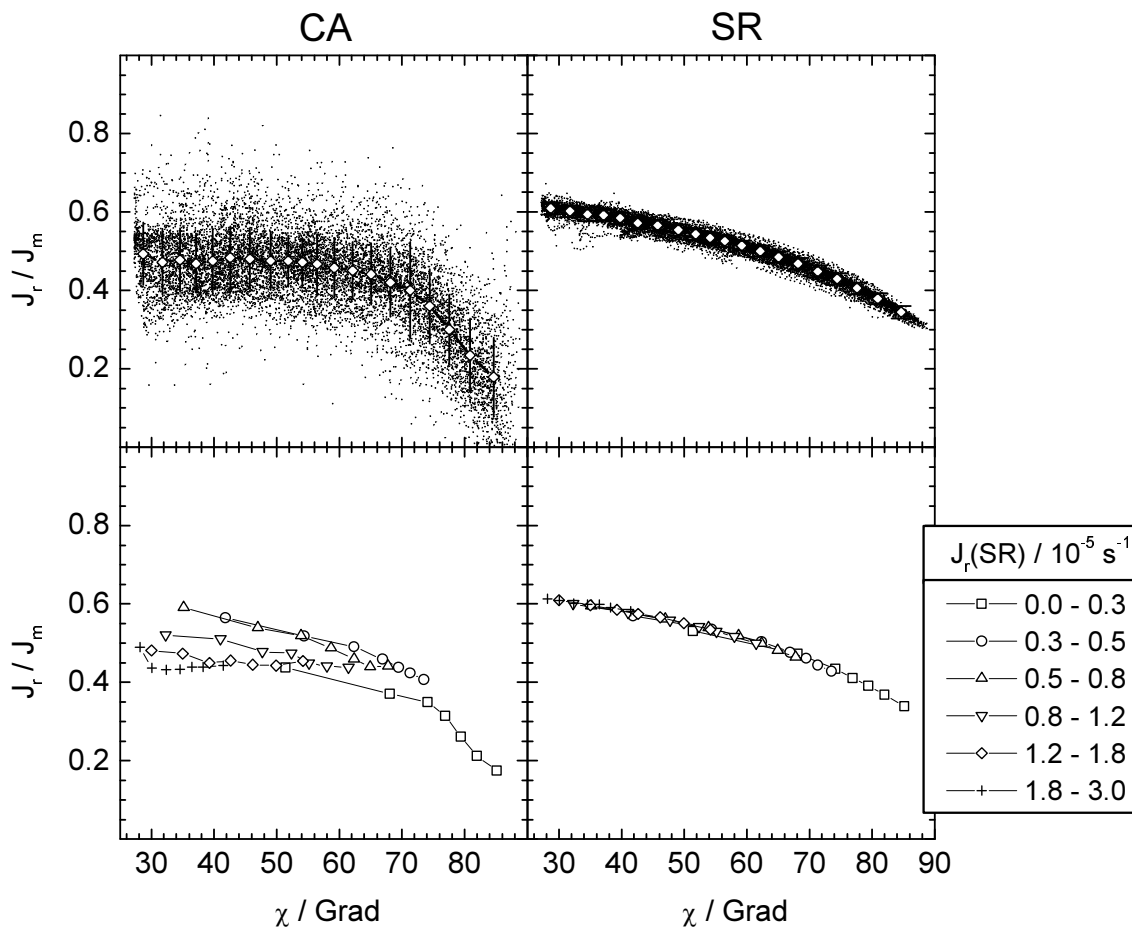 CA
SR
J_r / J_m
0.8
0.6
0.4
0.2
J_r / J_m
0.8
0.6
0.4
0.2
30 40 50 60 70 80
30 40 50 60 70 80 90
χ / Grad
χ / Grad
J_r(SR) / 10^-5 s^-1
0.0 - 0.3
0.3 - 0.5
0.5 - 0.8
0.8 - 1.2
1.2 - 1.8
1.8 - 3.0